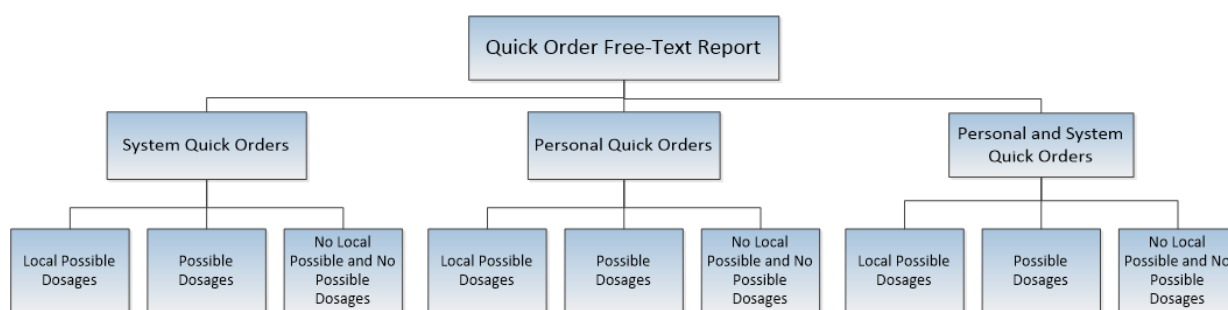 Quick Order Free-Text Report
System Quick Orders
Personal Quick Orders
Personal and System
Quick Orders
Local Possible
Dosages
Possible
Dosages
No Local
Possible and No
Possible
Dosages
Local Possible
Dosages
Possible
Dosages
No Local
Possible and No
Possible
Dosages
Local Possible
Dosages
Possible
Dosages
No Local
Possible and No
Possible
Dosages